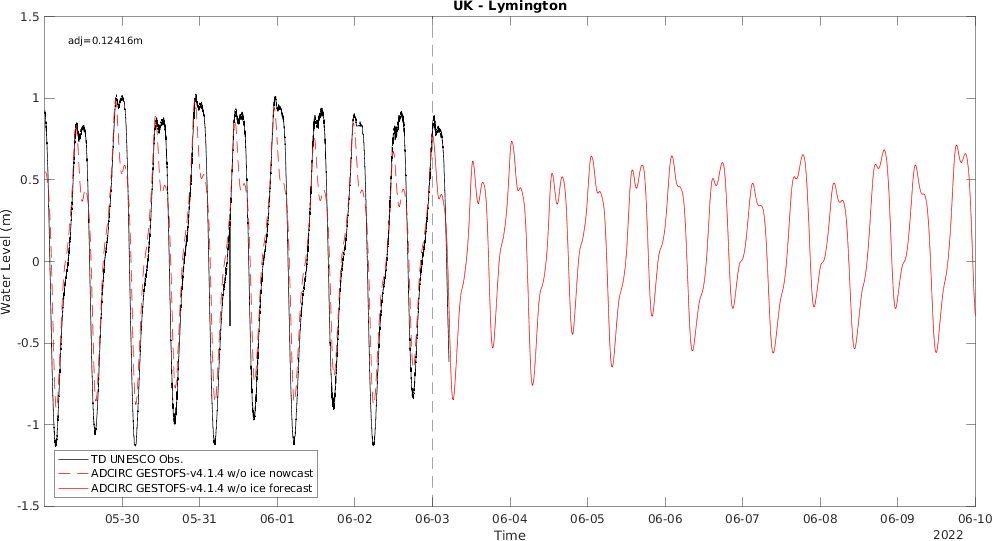 UK - Lymington
adj=0.12416m
1.5
1
0.5
0
-0.5
-1
-1.5
Water Level (m)
TD UNESCO Obs.
ADCIRC GESTOFS-v4.1.4 w/o ice nowcast
ADCIRC GESTOFS-v4.1.4 w/o ice forecast
05-30 05-31 06-01 06-02 06-03 06-04 06-05 06-06 06-07 06-08 06-09 06-10
Time
2022